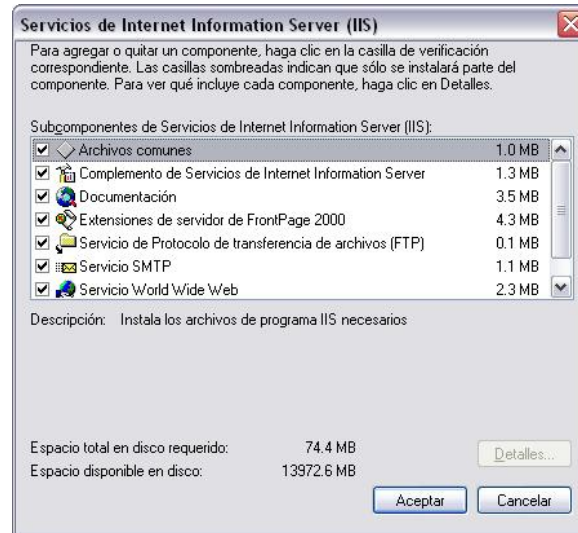 Servicios de Internet Information Server (IIS)
Para agregar o quitar un componente, haga clic en la casilla de verificación
correspondiente. Las casillas sombreadas indican que sólo se instalará parte del
componente. Para ver qué incluye cada componente, haga clic en Detalles.
Subcomponentes de Servicios de Internet Information Server (IIS):
Archivos comunes 1.0 MB
Complemento de Servicios de Internet Information Server 1.3 MB
Documentación 3.5 MB
Extensiones de servidor de FrontPage 2000 4.3 MB
Servicio de Protocolo de transferencia de archivos (FTP) 0.1 MB
Servicio SMTP 1.1 MB
Servicio World Wide Web 2.3 MB
Descripción: Instala los archivos de programa IIS necesarios
Espacio total en disco requerido: 74.4 MB
Detalles...
Espacio disponible en disco: 13972.6 MB
Aceptar Cancelar